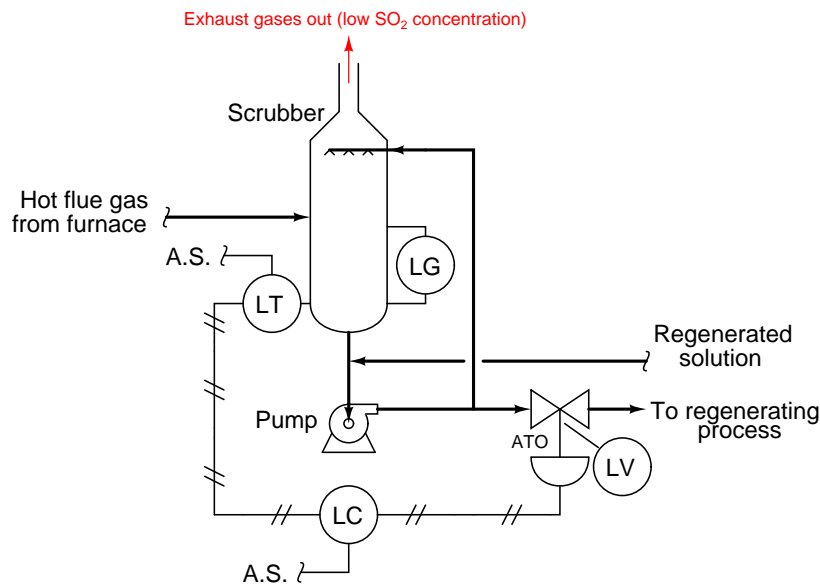 Exhaust gases out (low SO2 concentration)
Scrubber
Hot flue gas
from furnace
A.S.
LG
LT
Regenerated
solution
Pump
To regenerating
process
ATO
LV
LC
A.S.